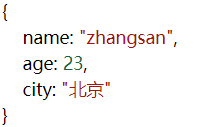 {
name: "zhangsan",
age: 23,
city: "北京"
}